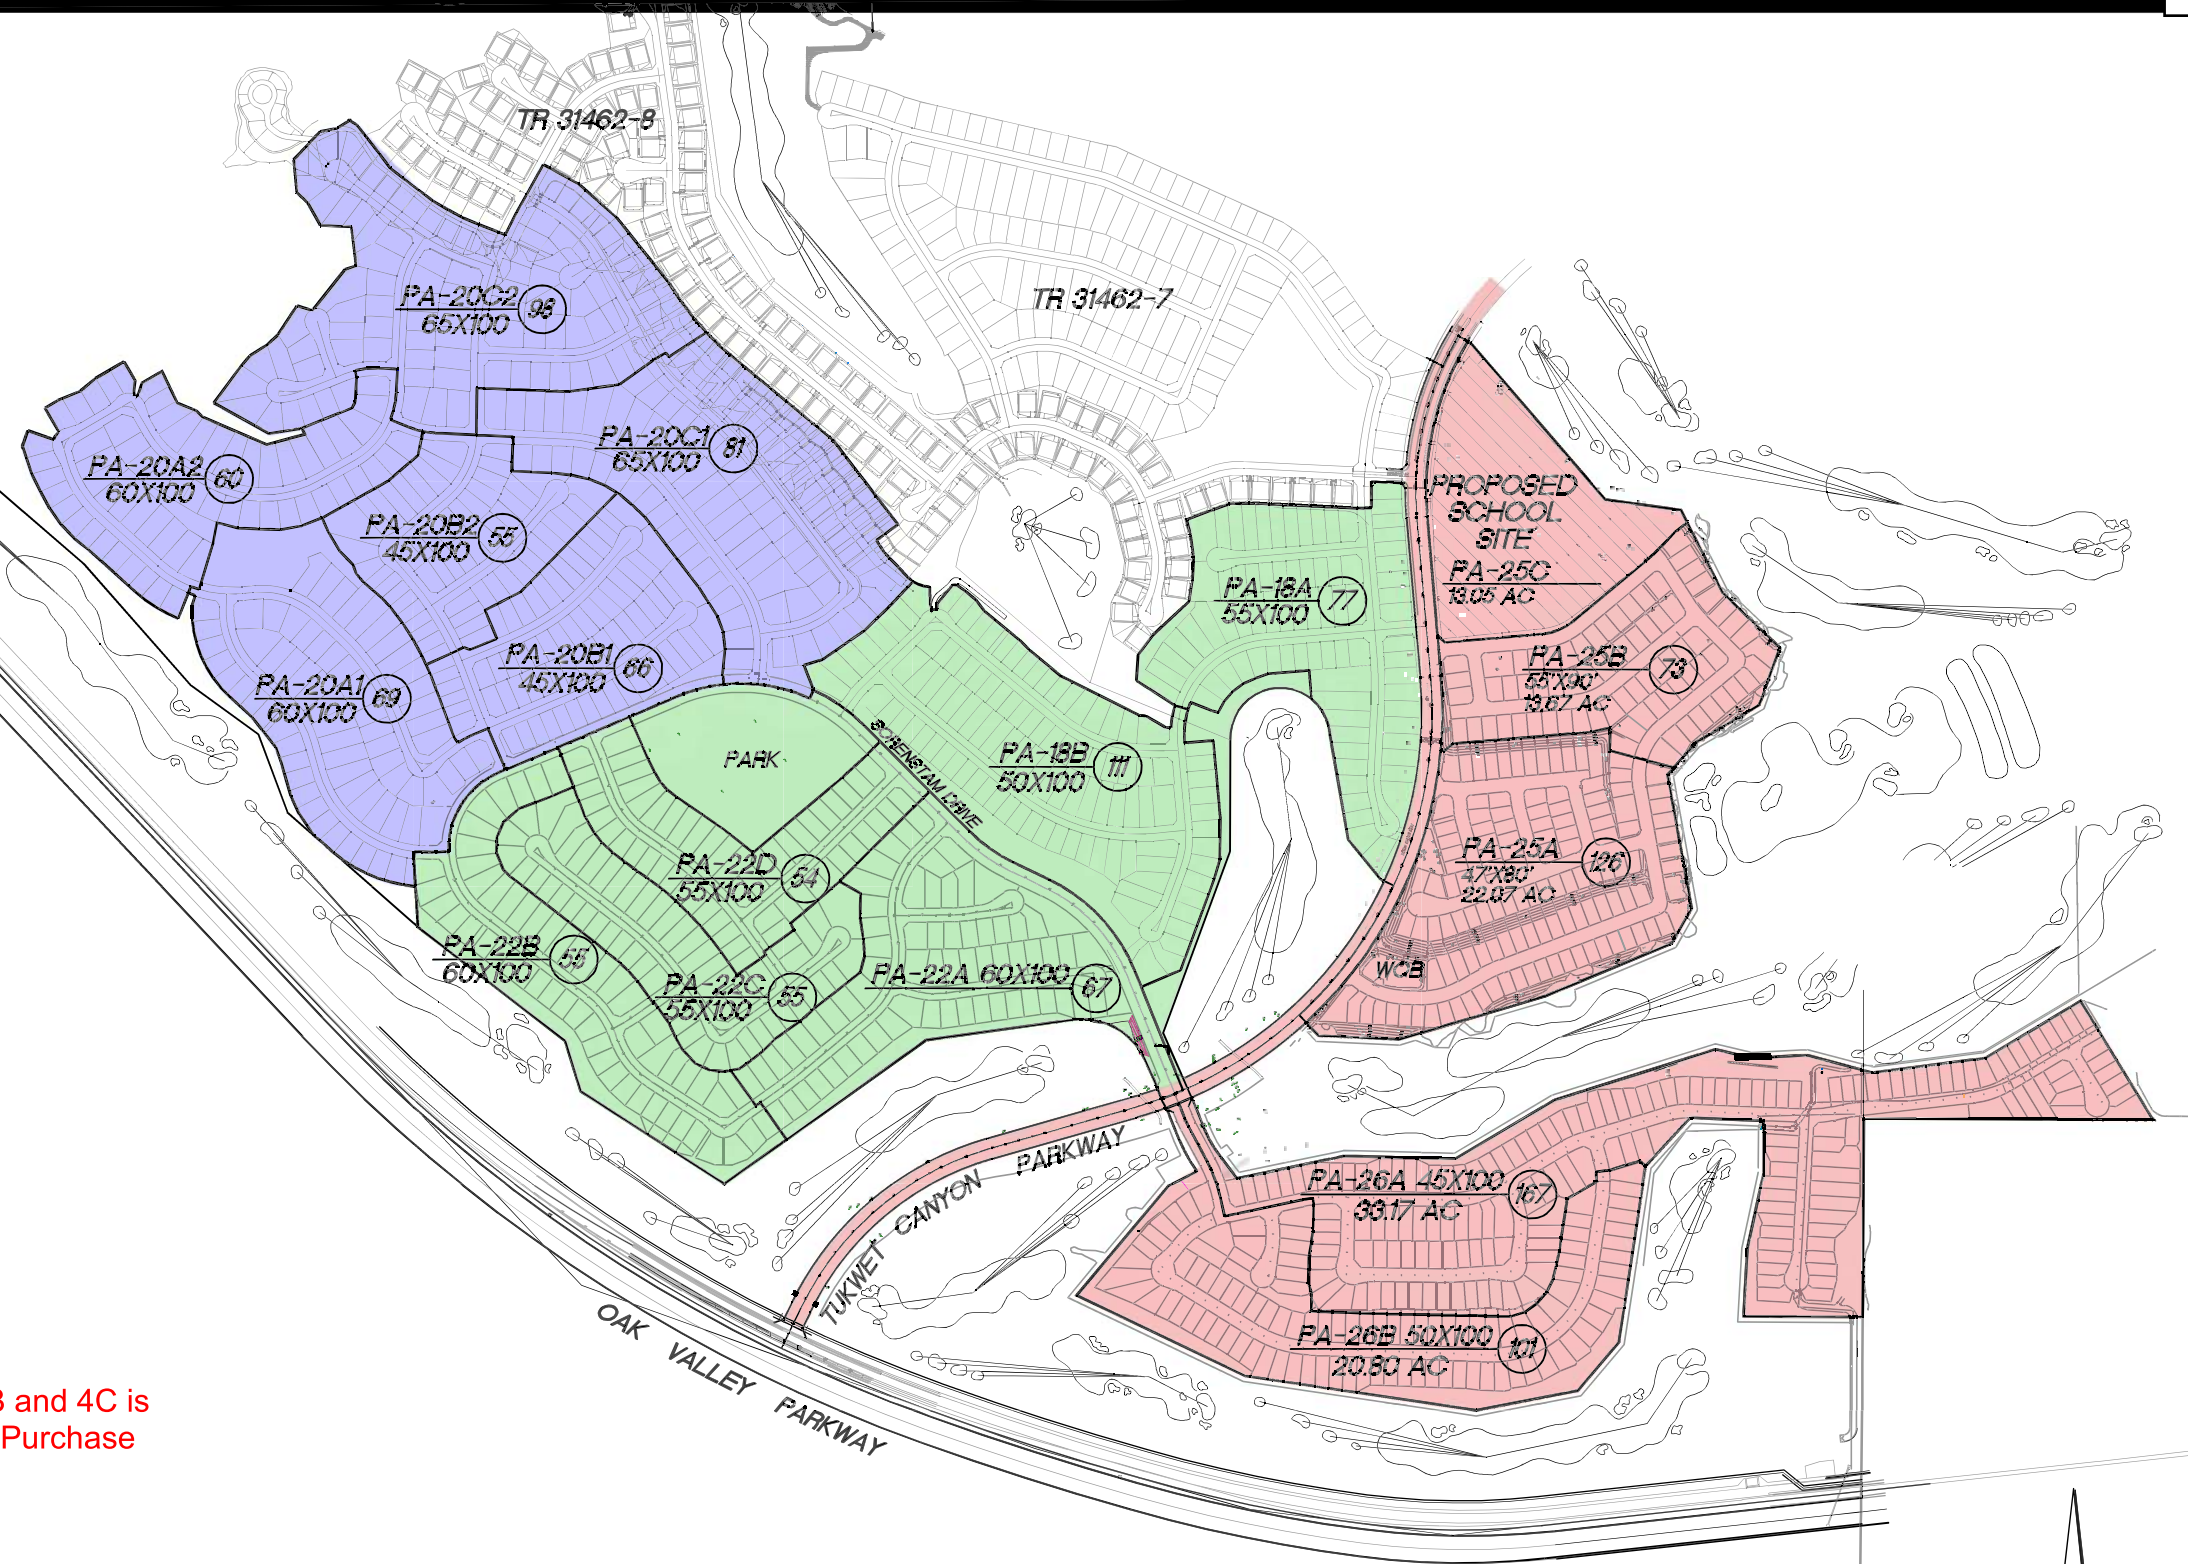 TR 31462-8
TR 31462-7
PA-20C2 98
65X100
PA-20C1 81
65X100
PA-20A2 60
60X100
PA-20B2 55
45X100
PA-20B1 66
45X100
PA-20A1 69
60X100
PROPOSED
SCHOOL
SITE
PA-25C
13.05 AC
PA-18A 77
55X100
PA-25B 73
55'X90'
13.67 AC
PARK
SORENSTAM DRIVE
PA-18B 111
50X100
PA-25A 126
47'X80'
22.07 AC
PA-22D 54
55X100
PA-22B
60X100
PA-22C 55
55X100
PA-22A 60X100 67
WQB
TUKWET CANYON PARKWAY
PA-26A 45X100 167
33.17 AC
PA-26B 50X100 101
20.80 AC
OAK VALLEY PARKWAY
and 4C is
Purchase